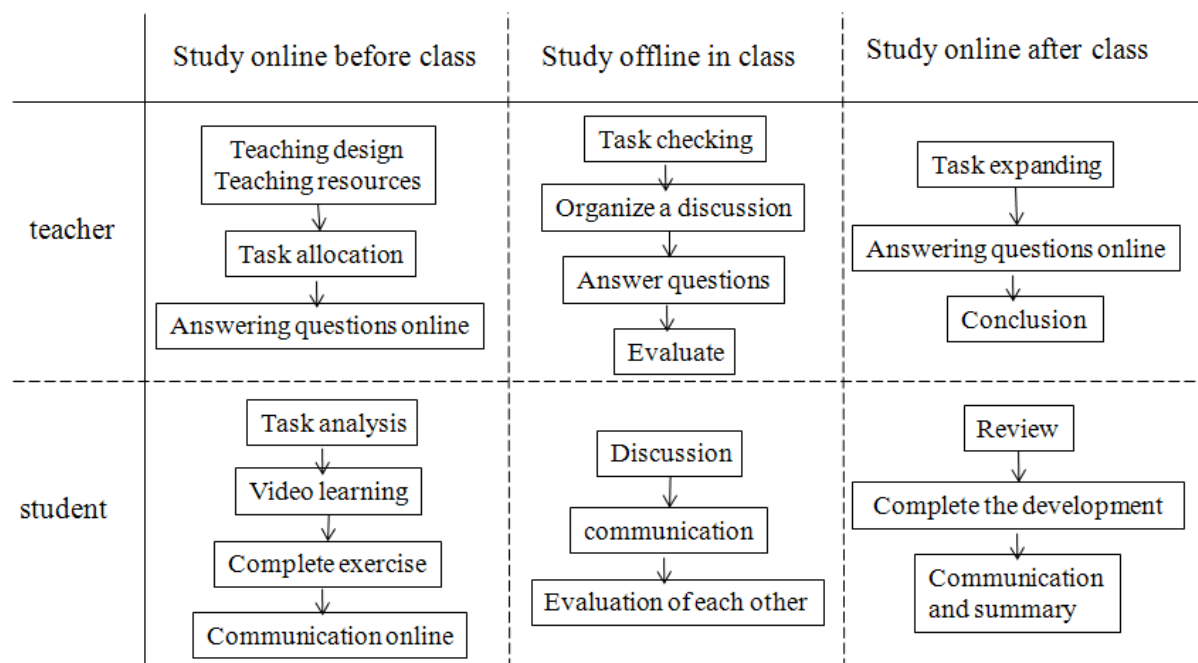 Study online before class
Study offline in class
Study online after class
teacher
Teaching design
Teaching resources
Task allocation
Answering questions online
Task checking
Organize a discussion
Answer questions
Evaluate
Task expanding
Answering questions online
Conclusion
student
Task analysis
Video learning
Complete exercise
Communication online
Discussion
communication
Evaluation of each other
Review
Complete the development
Communication
and summary